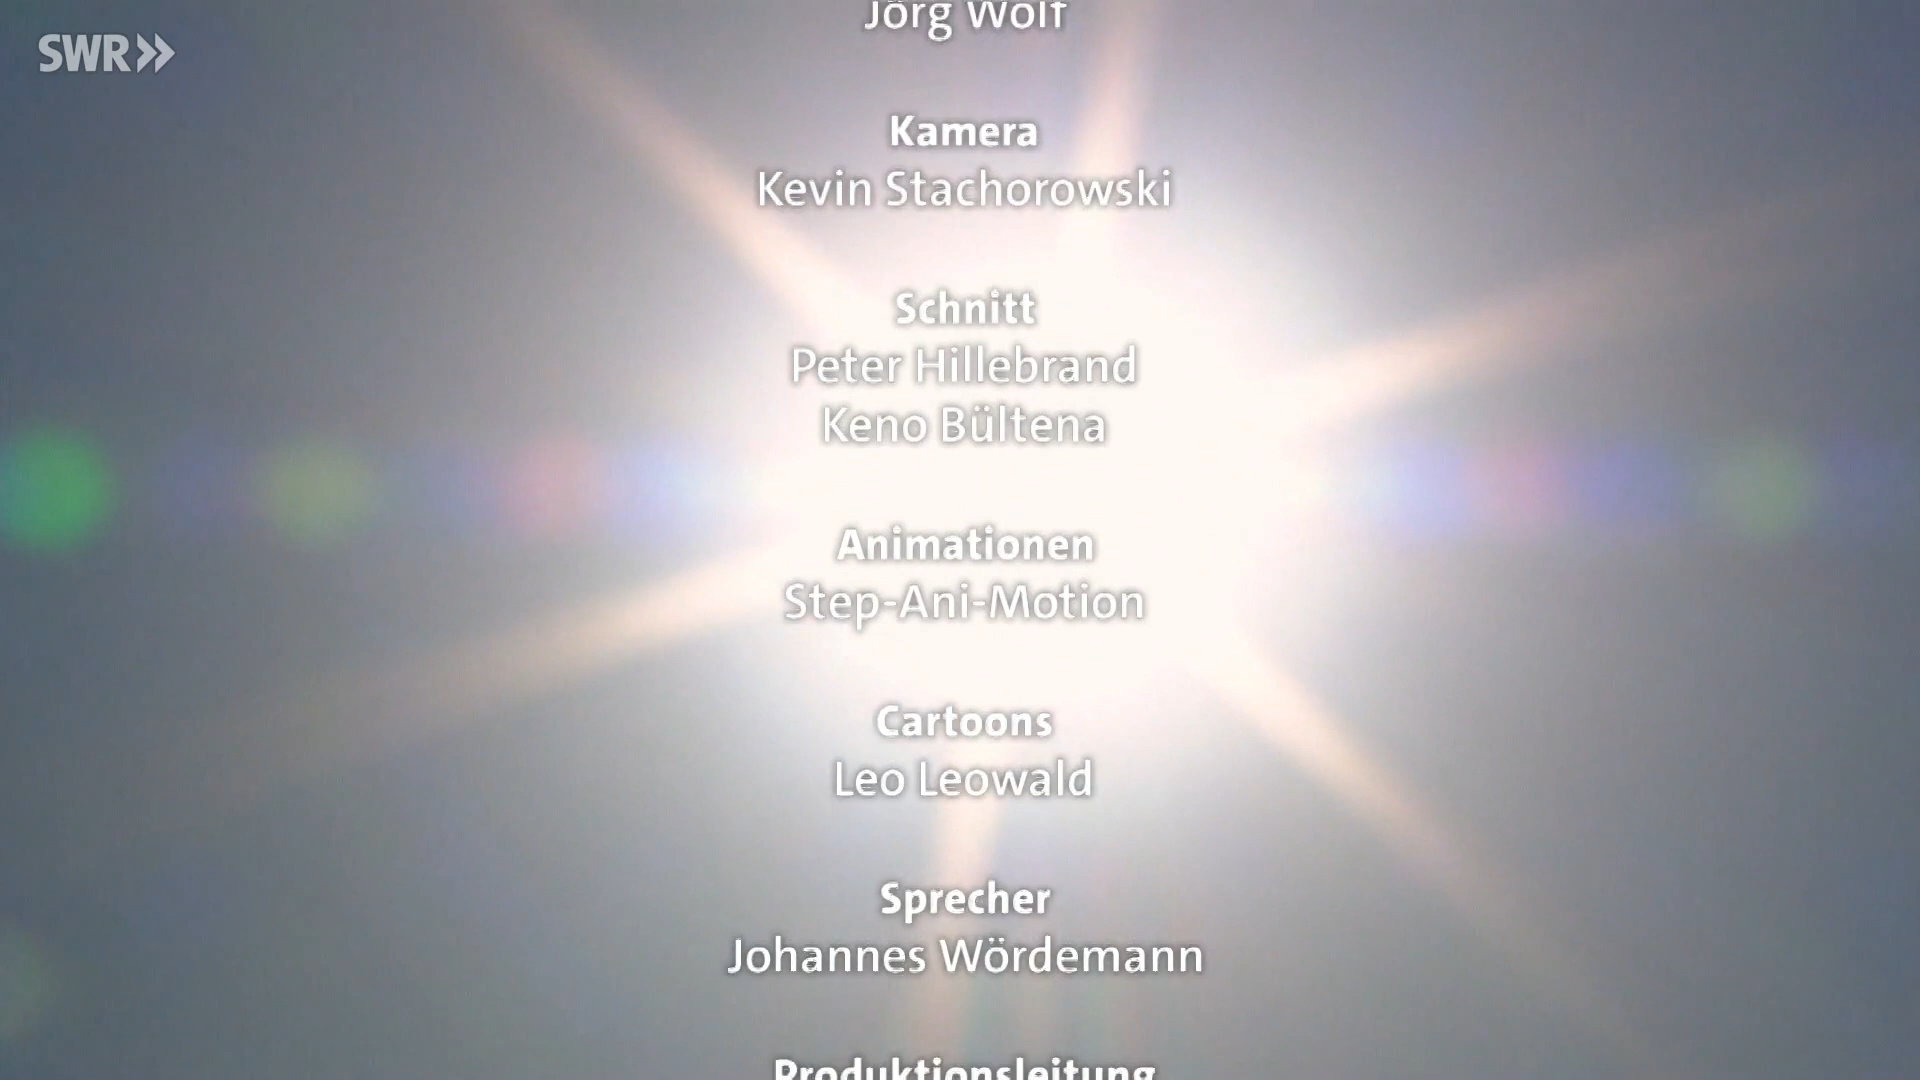 SWR
Jörg Wolf
Kamera
Kevin Stachorowski
Schnitt
Peter Hillebrand
Keno Bültena
Animationen
Step-Ani-Motion
Cartoons
Leo Leowald
Sprecher
Johannes Wördemann
Produktionsleitung